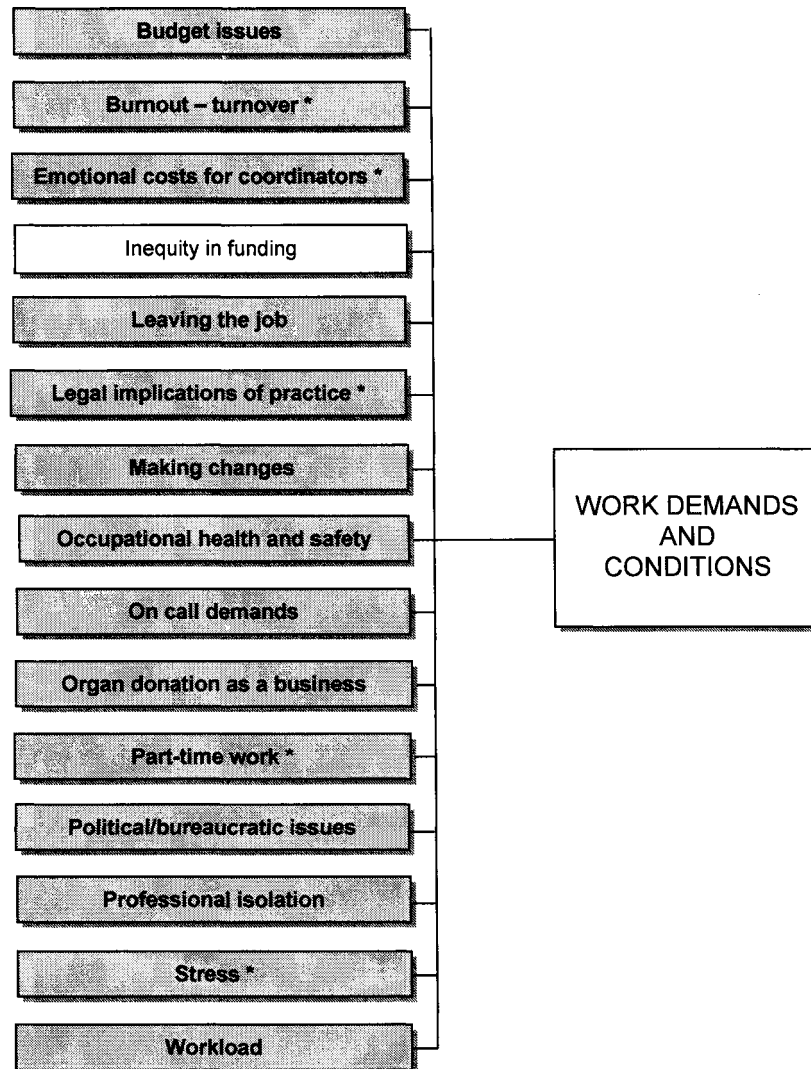 Budget issues
Burnout – turnover *
Emotional costs for coordinators *
Inequity in funding
Leaving the job
Legal implications of practice *
Making changes
Occupational health and safety
On call demands
Organ donation as a business
Part-time work *
Political/bureaucratic issues
Professional isolation
Stress *
Workload
WORK DEMANDS
AND
CONDITIONS